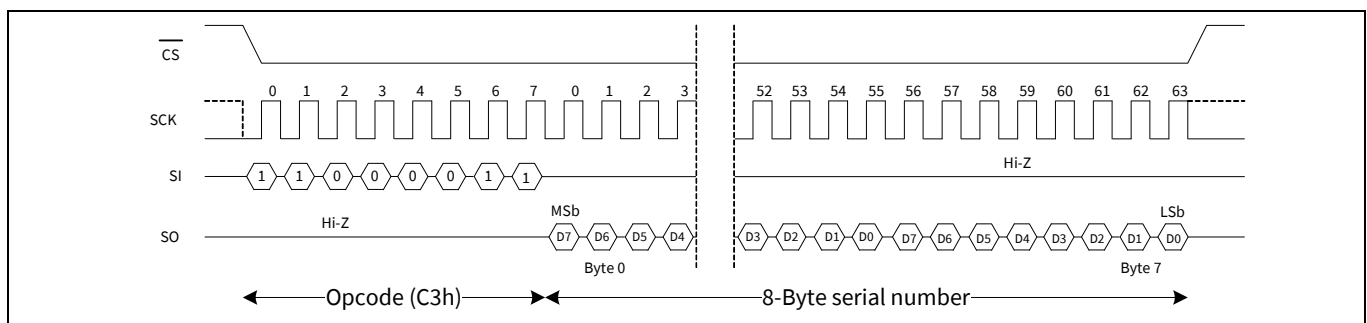 CS
0 1 2 3 4 5 6 7 0 1 2 3 52 53 54 55 56 57 58 59 60 61 62 63
SCK
Hi-Z
SI 1 1 0 0 0 0 1 1
MSb LSb
Hi-Z
SO D7 D6 D5 D4 D3 D2 D1 D0 D7 D6 D5 D4 D3 D2 D1 D0
Byte 0 Byte 7
Opcode (C3h) 8-Byte serial number